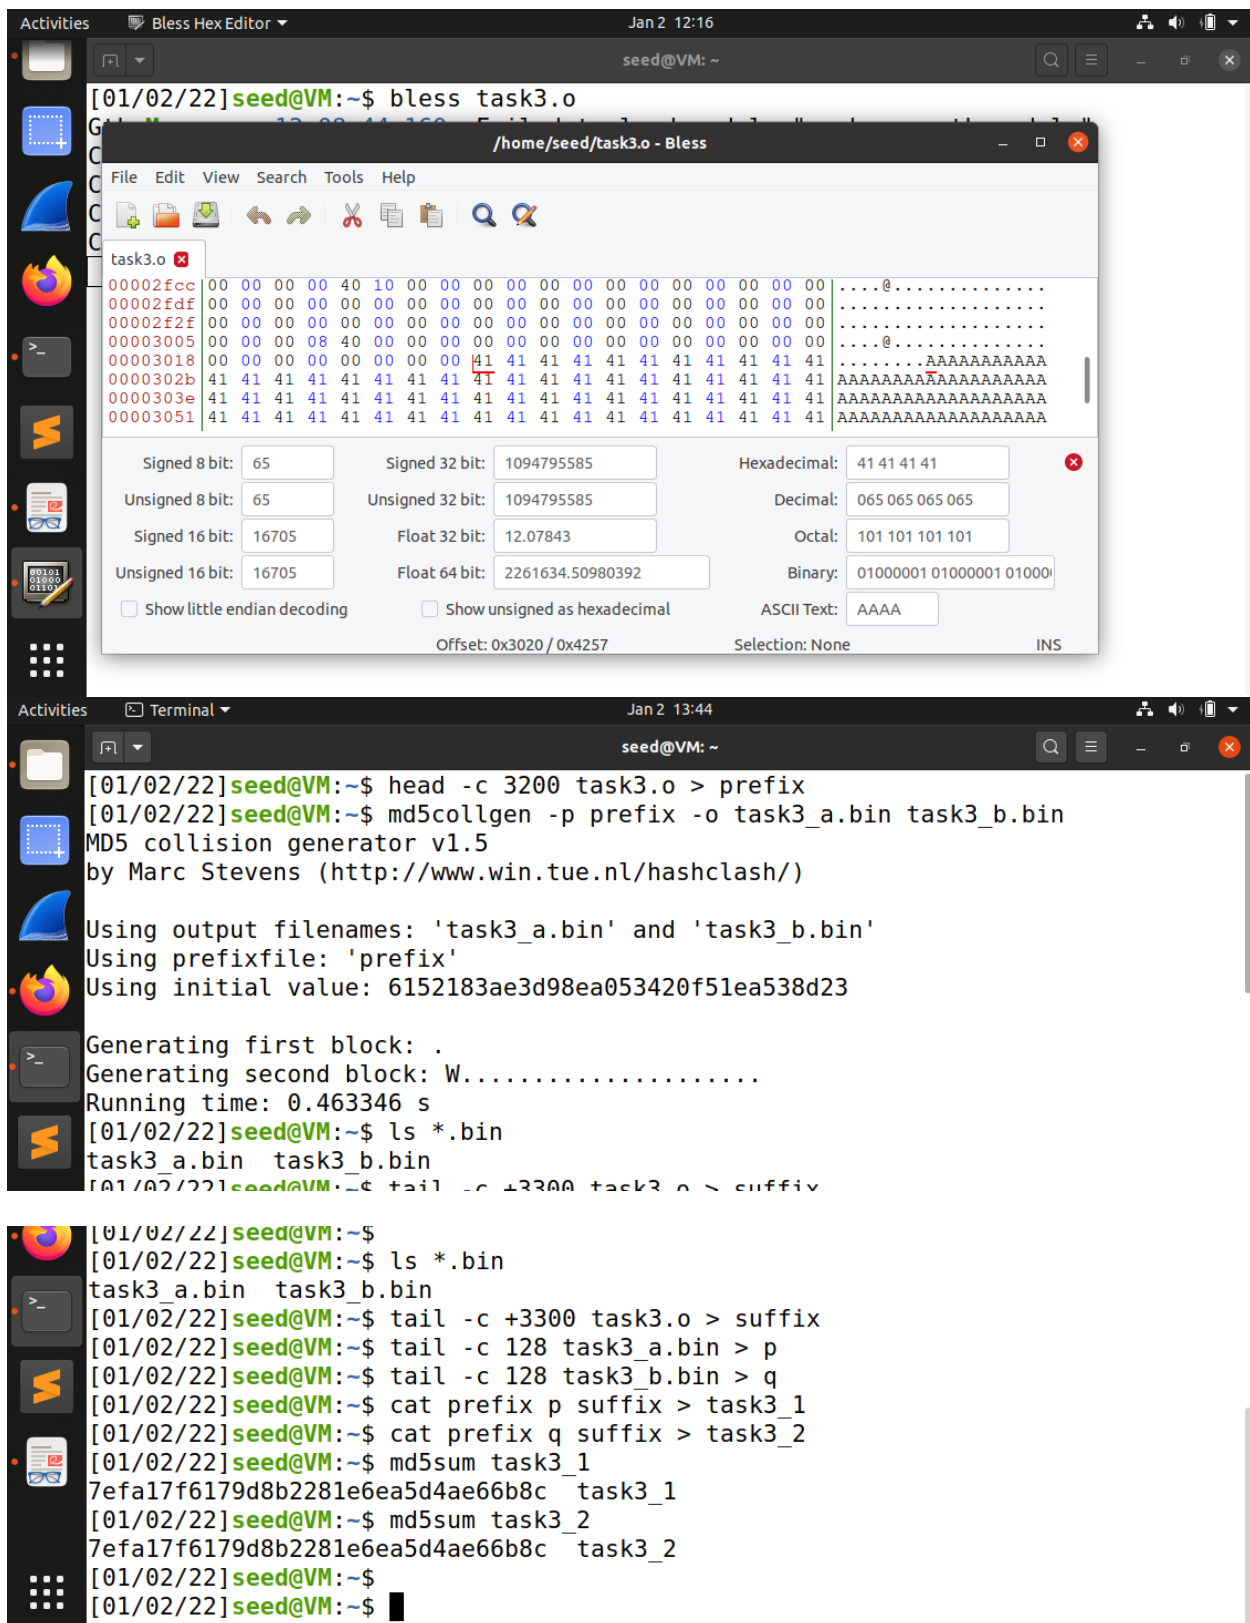 Activities Bless Hex Editor Jan 2 12:16
seed@VM: ~
[01/02/22]seed@VM:~$ bless task3.o
/home/seed/task3.o - Bless
File Edit View Search Tools Help
task3.o
00002fcc 00 00 00 00 40 10 00 00 00 00 00 00 00 00 00 00 00 00 00 ....@..............
00002fdf 00 00 00 00 00 00 00 00 00 00 00 00 00 00 00 00 00 00 00 ...................
00002f2f 00 00 00 00 00 00 00 00 00 00 00 00 00 00 00 00 00 00 00 ...................
00003005 00 00 00 08 40 00 00 00 00 00 00 00 00 00 00 00 00 00 00 ....@..............
00003018 00 00 00 00 00 00 00 00 41 41 41 41 41 41 41 41 41 41 41 ........AAAAAAAAAAA
0000302b 41 41 41 41 41 41 41 41 41 41 41 41 41 41 41 41 41 41 41 AAAAAAAAAAAAAAAAAAA
0000303e 41 41 41 41 41 41 41 41 41 41 41 41 41 41 41 41 41 41 41 AAAAAAAAAAAAAAAAAAA
00003051 41 41 41 41 41 41 41 41 41 41 41 41 41 41 41 41 41 41 41 AAAAAAAAAAAAAAAAAAA
Signed 8 bit: 65 Signed 32 bit: 1094795585 Hexadecimal: 41 41 41 41
Unsigned 8 bit: 65 Unsigned 32 bit: 1094795585 Decimal: 065 065 065 065
Signed 16 bit: 16705 Float 32 bit: 12.07843 Octal: 101 101 101 101
Unsigned 16 bit: 16705 Float 64 bit: 2261634.50980392 Binary: 01000001 01000001 01000
Show little endian decoding Show unsigned as hexadecimal ASCII Text: AAAA
Offset: 0x3020 / 0x4257 Selection: None INS
Activities Terminal Jan 2 13:44
seed@VM: ~
[01/02/22]seed@VM:~$ head -c 3200 task3.o > prefix
[01/02/22]seed@VM:~$ md5collgen -p prefix -o task3_a.bin task3_b.bin
MD5 collision generator v1.5
by Marc Stevens (http://www.win.tue.nl/hashclash/)
Using output filenames: 'task3_a.bin' and 'task3_b.bin'
Using prefixfile: 'prefix'
Using initial value: 6152183ae3d98ea053420f51ea538d23
Generating first block: .
Generating second block: W.....................
Running time: 0.463346 s
[01/02/22]seed@VM:~$ ls *.bin
task3_a.bin  task3_b.bin
[01/02/22]seed@VM:~$ tail -c +3300 task3.o > suffix
[01/02/22]seed@VM:~$
[01/02/22]seed@VM:~$ ls *.bin
task3_a.bin  task3_b.bin
[01/02/22]seed@VM:~$ tail -c +3300 task3.o > suffix
[01/02/22]seed@VM:~$ tail -c 128 task3_a.bin > p
[01/02/22]seed@VM:~$ tail -c 128 task3_b.bin > q
[01/02/22]seed@VM:~$ cat prefix p suffix > task3_1
[01/02/22]seed@VM:~$ cat prefix q suffix > task3_2
[01/02/22]seed@VM:~$ md5sum task3_1
7efa17f6179d8b2281e6ea5d4ae66b8c  task3_1
[01/02/22]seed@VM:~$ md5sum task3_2
7efa17f6179d8b2281e6ea5d4ae66b8c  task3_2
[01/02/22]seed@VM:~$
[01/02/22]seed@VM:~$